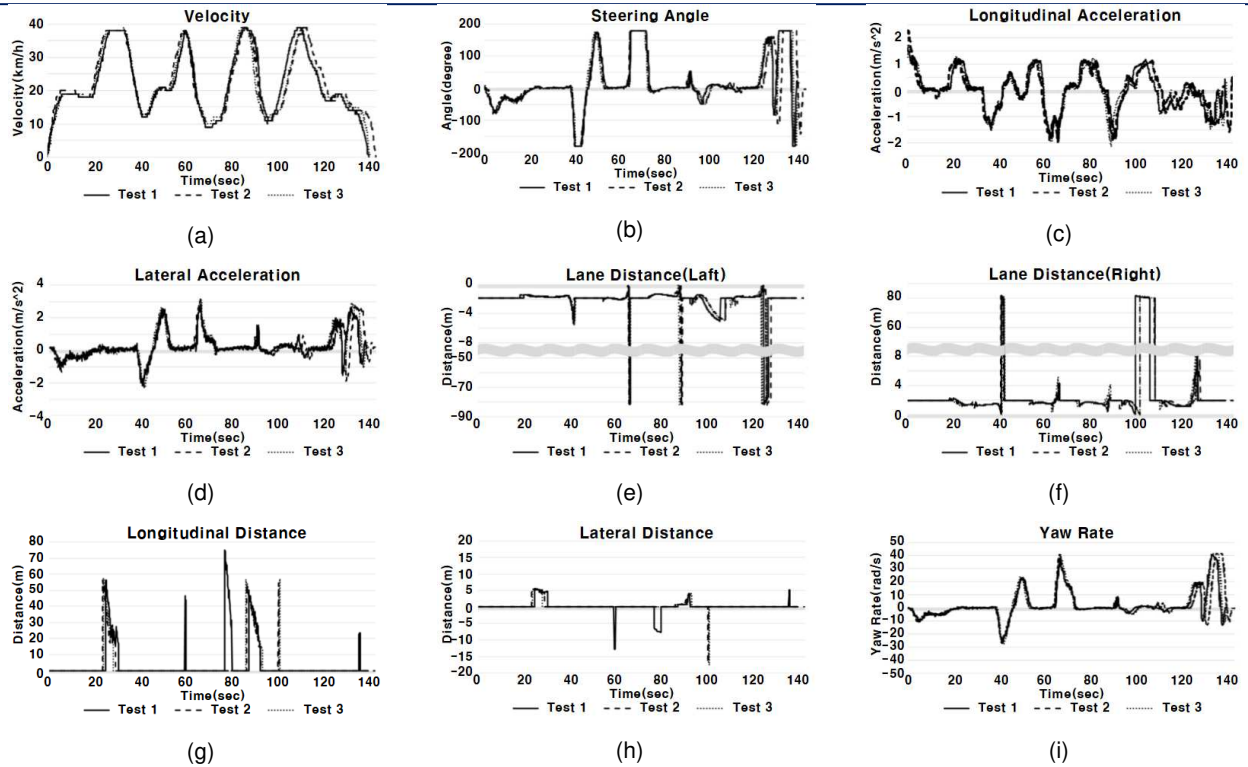 Velocity
Velocity(km/h)
40
30
20
10
0
0 20 40 60 80 100 120 140
Time(sec)
Test 1 Test 2 Test 3
(a)
Steering Angle
Angle(degree)
200
100
0
−100
−200
0 20 40 60 80 100 120 140
Time(sec)
Test 1 Test 2 Test 3
(b)
Longitudinal Acceleration
Acceleration(m/s^2)
2
1
0
−1
−2
0 20 40 60 80 100 120 140
Time(sec)
Test 1 Test 2 Test 3
(c)
Lateral Acceleration
Acceleration(m/s^2)
4
2
0
−2
−4
0 20 40 60 80 100 120 140
Time(sec)
Test 1 Test 2 Test 3
(d)
Lane Distance(Left)
Distance(m)
0
−4
−8
−50
−70
−90
0 20 40 60 80 100 120 140
Time(sec)
Test 1 Test 2 Test 3
(e)
Lane Distance(Right)
Distance(m)
80
60
8
4
0
0 20 40 60 80 100 120 140
Time(sec)
Test 1 Test 2 Test 3
(f)
Longitudinal Distance
Distance(m)
80
70
60
50
40
30
20
10
0
0 20 40 60 80 100 120 140
Time(sec)
Test 1 Test 2 Test 3
(g)
Lateral Distance
Distance(m)
20
15
10
5
0
−5
10
15
−20
0 20 40 60 80 100 120 140
Time(sec)
Test 1 Test 2 Test 3
(h)
Yaw Rate
Yaw Rate(rad/s)
50
40
30
20
10
0
−10
−20
−30
−40
−50
0 20 40 60 80 100 120 140
Time(sec)
Test 1 Test 2 Test 3
(i)